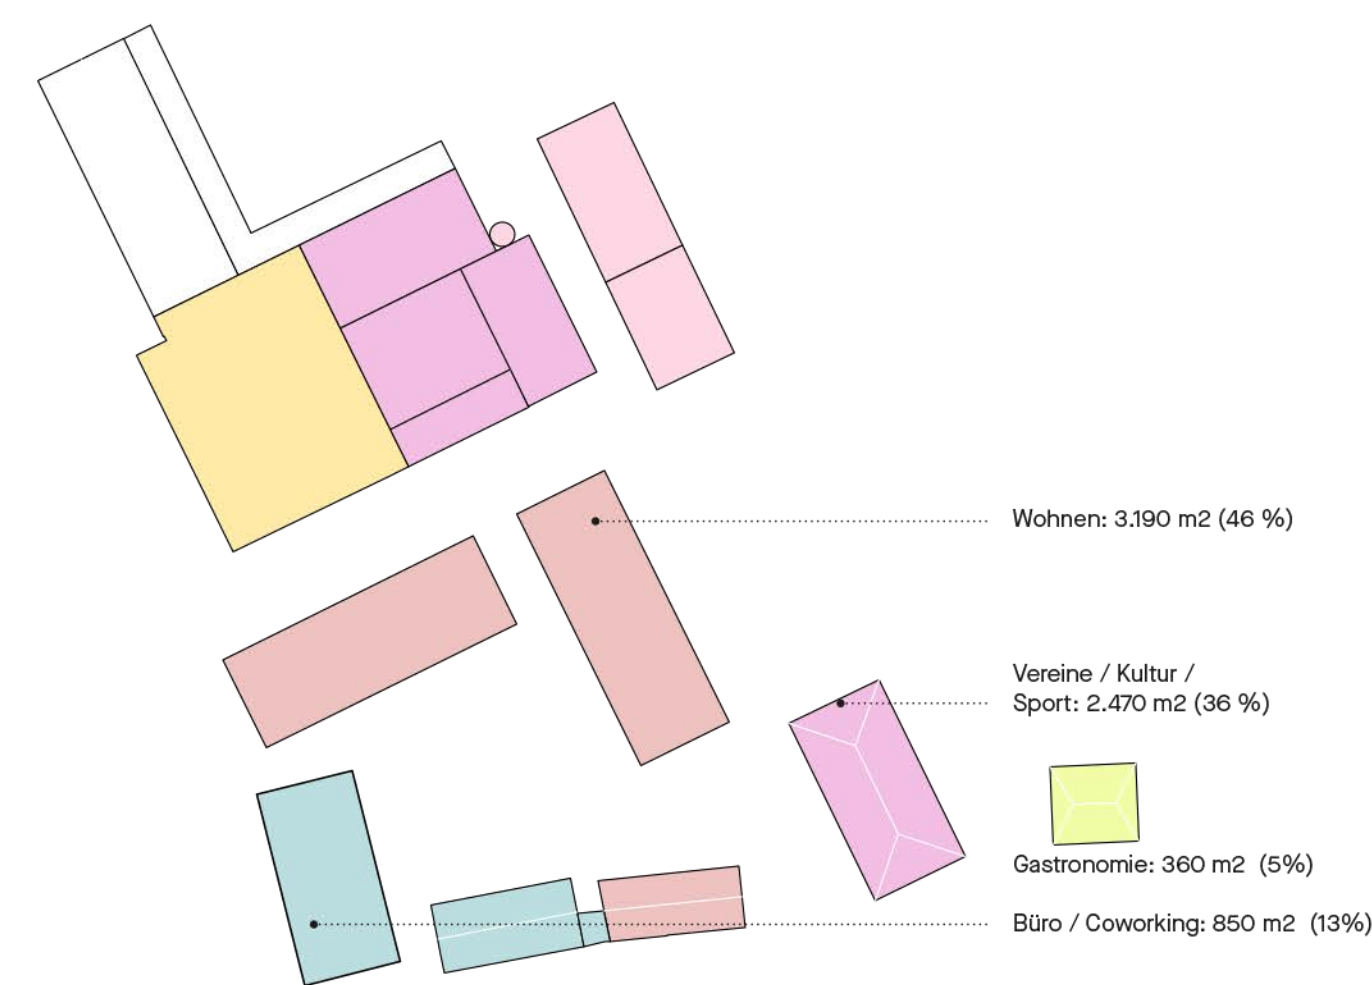 Wohnen: 3.190 m2 (46 %)
Vereine / Kultur /
Sport: 2.470 m2 (36 %)
Gastronomie: 360 m2 (5%)
Büro / Coworking: 850 m2 (13%)